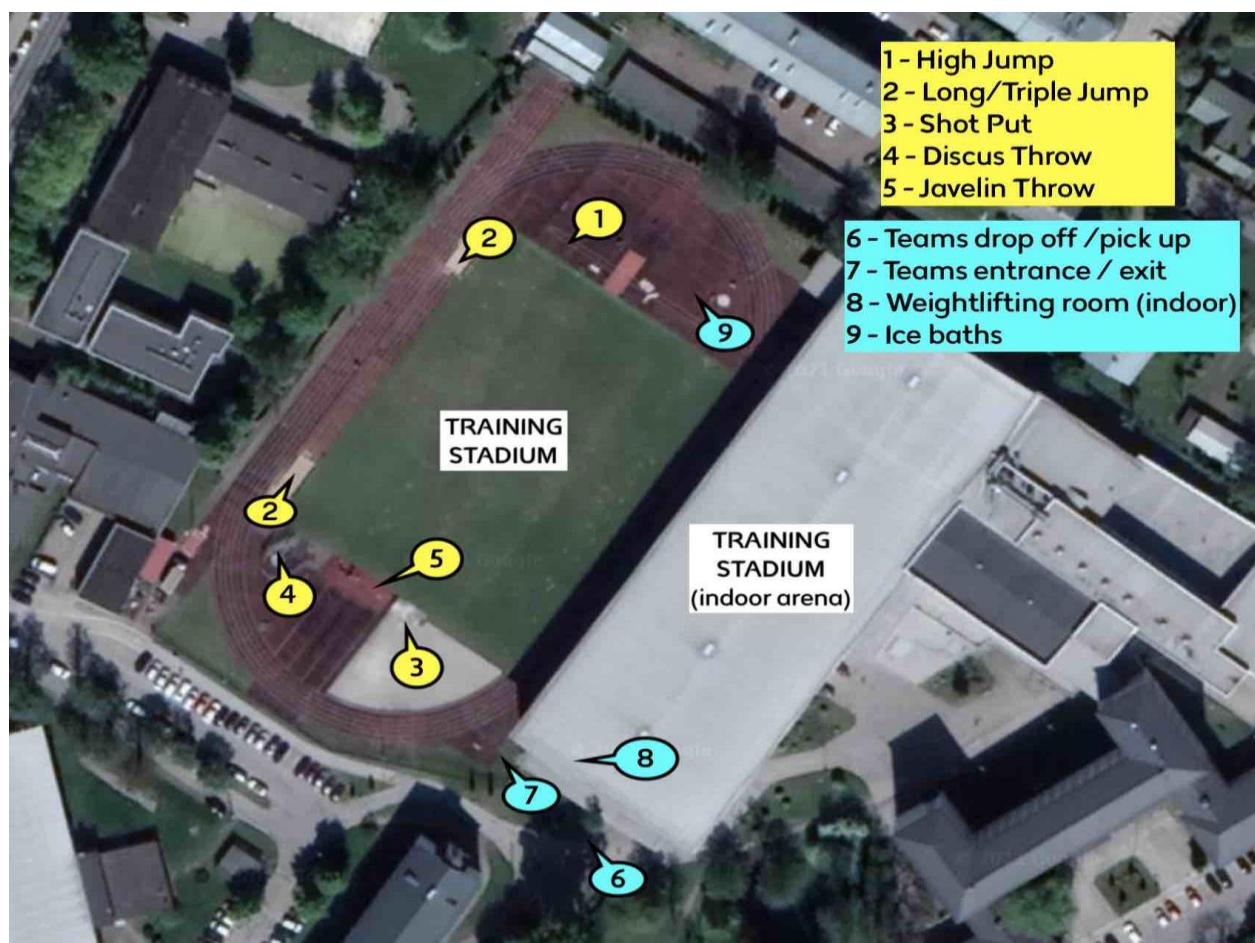 1 - High Jump
2 - Long/Triple Jump
3 - Shot Put
4 - Discus Throw
5 - Javelin Throw
6 - Teams drop off /pick up
7 - Teams entrance / exit
8 - Weightlifting room (indoor)
9 - Ice baths
1
2
9
TRAINING
STADIUM
2
5
4
3
TRAINING
STADIUM
(indoor arena)
8
7
6